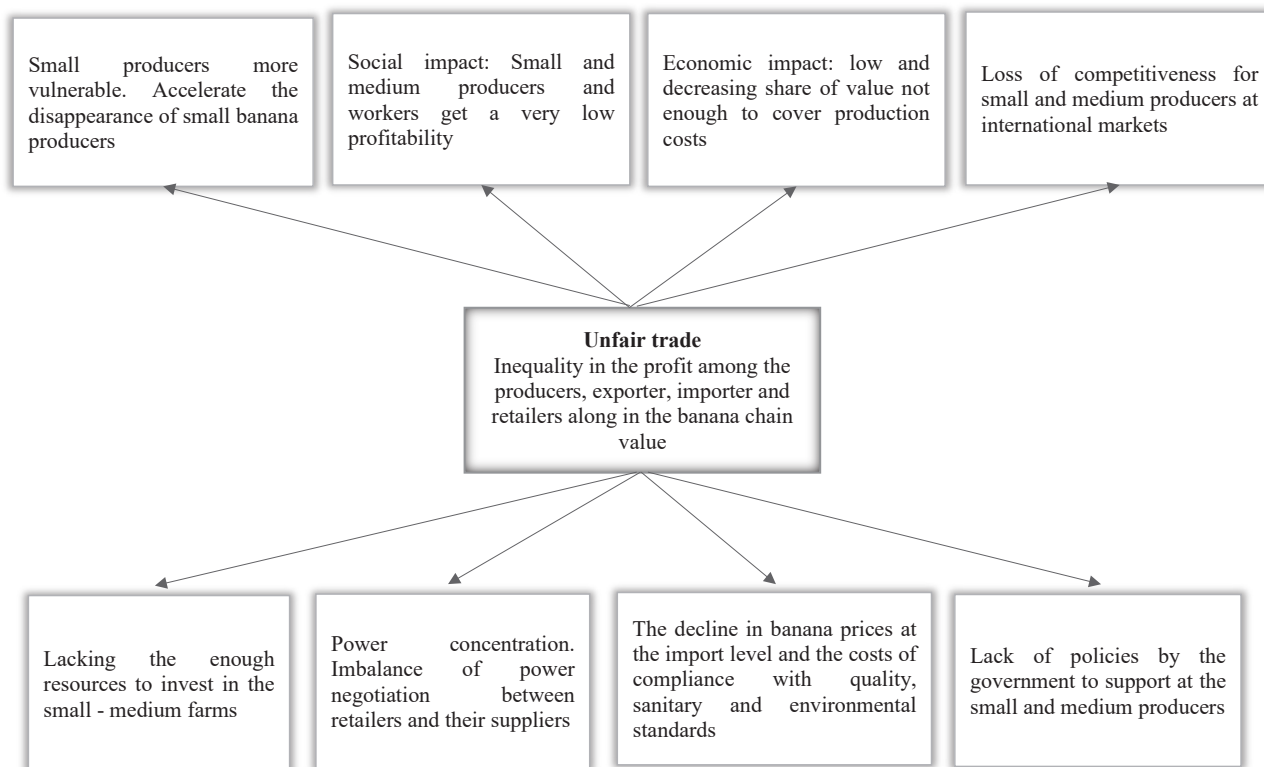 Small producers more
vulnerable. Accelerate the
disappearance of small banana
producers
Social impact: Small and
medium producers and
workers get a very low
profitability
Economic impact: low and
decreasing share of value not
enough to cover production
costs
Loss of competitiveness for
small and medium producers at
international markets
Unfair trade
Inequality in the profit among the
producers, exporter, importer and
retailers along in the banana chain
value
Lacking the enough
resources to invest in the
small - medium farms
Power concentration.
Imbalance of power
negotiation between
retailers and their suppliers
The decline in banana prices at
the import level and the costs of
compliance with quality,
sanitary and environmental
standards
Lack of policies by the
government to support at the
small and medium producers